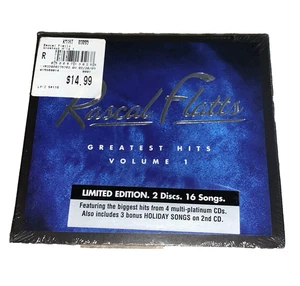 R
$14.99
Rascal Flatts
GREATEST HITS
VOLUME 1
LIMITED EDITION. 2 Discs. 16 Songs.
Featuring the biggest hits from 4 multi-platinum CDs.
Also includes 3 bonus HOLIDAY SONGS on 2nd CD.